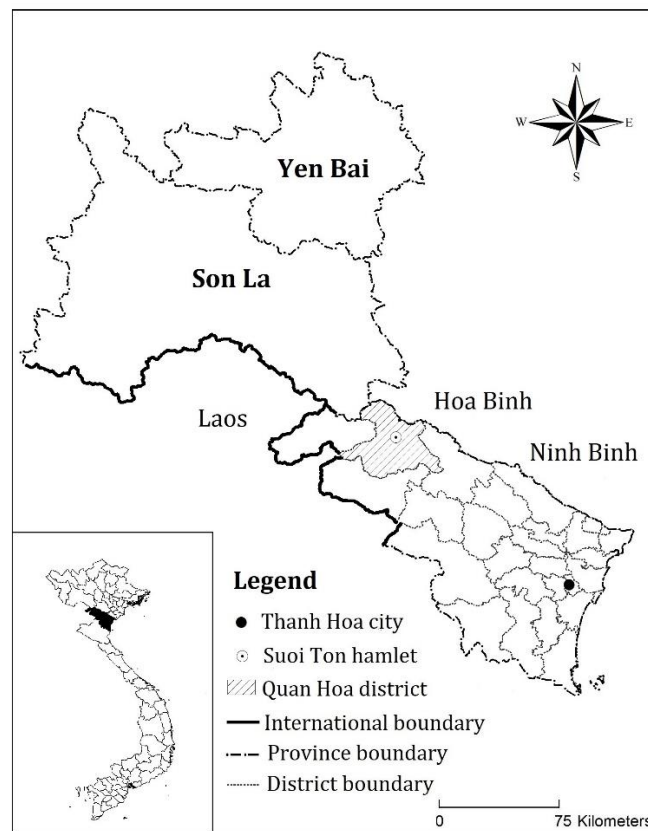 N
W E
S
Yen Bai
Son La
Hoa Binh
Laos
Ninh Binh
Legend
Thanh Hoa city
Suoi Ton hamlet
Quan Hoa district
International boundary
Province boundary
District boundary
0 75 Kilometers